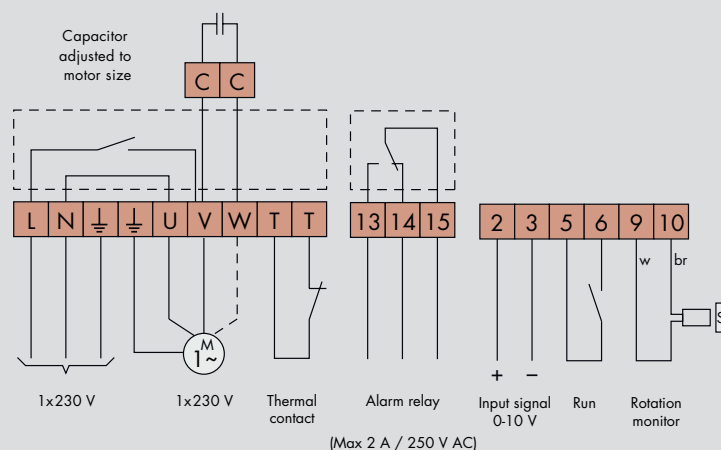 Capacitor
adjusted to
motor size
C C
L N U V W T T
13 14 15
2 3 5 6 9 10
w br
S
M
1~
+ −
1x230 V
1x230 V
Thermal
contact
Alarm relay
(Max 2 A / 250 V AC)
Input signal
0-10 V
Run
Rotation
monitor